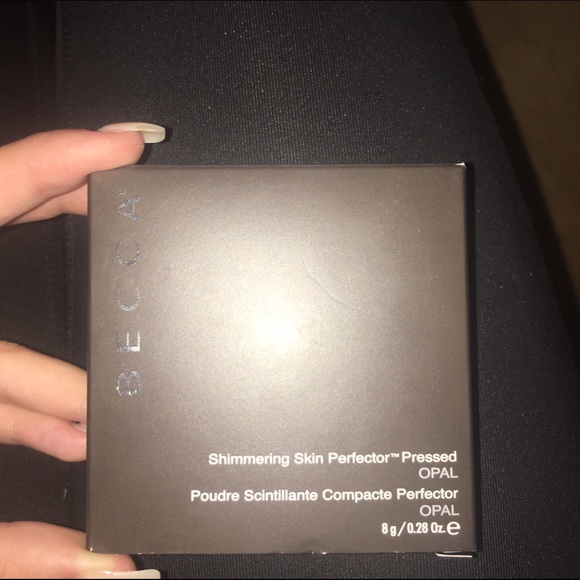 BECCA
Shimmering Skin Perfector™ Pressed
OPAL
Poudre Scintillante Compacte Perfector
OPAL
8 g / 0.28 Oz. ℮